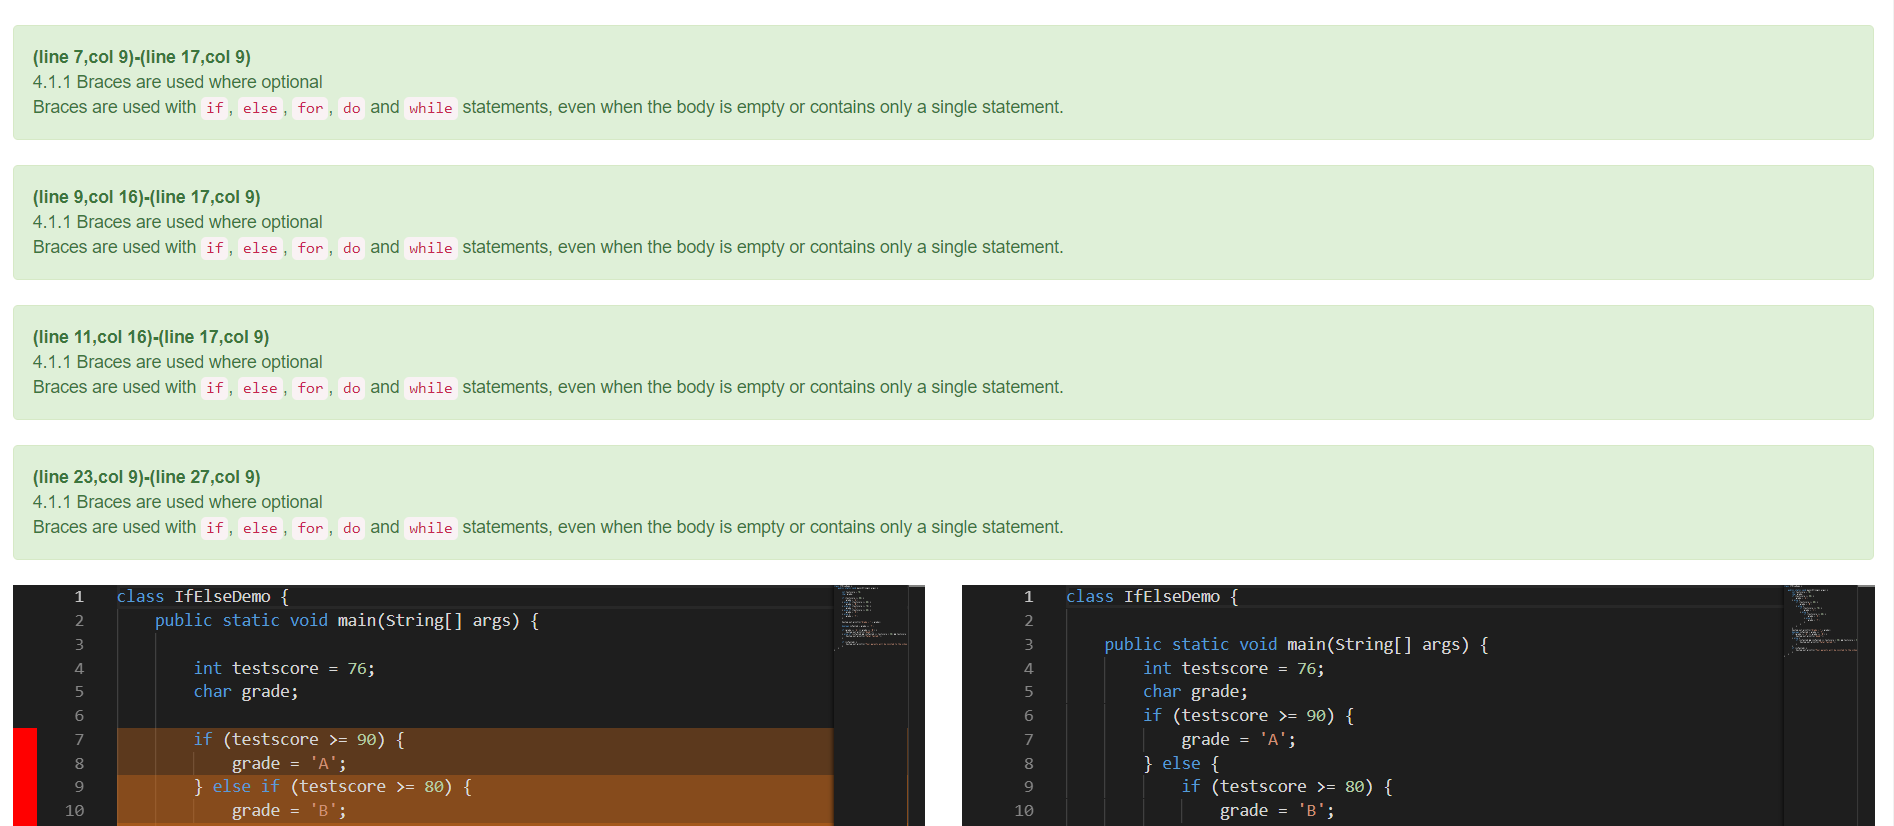 (line 7,col 9)-(line 17,col 9)
4.1.1 Braces are used where optional
Braces are used with if, else, for, do and while statements, even when the body is empty or contains only a single statement.
(line 9,col 16)-(line 17,col 9)
4.1.1 Braces are used where optional
Braces are used with if, else, for, do and while statements, even when the body is empty or contains only a single statement.
(line 11,col 16)-(line 17,col 9)
4.1.1 Braces are used where optional
Braces are used with if, else, for, do and while statements, even when the body is empty or contains only a single statement.
(line 23,col 9)-(line 27,col 9)
4.1.1 Braces are used where optional
Braces are used with if, else, for, do and while statements, even when the body is empty or contains only a single statement.
1 class IfElseDemo {
2 public static void main(String[] args) {
3
4 int testscore = 76;
5 char grade;
6
7 if (testscore >= 90) {
8 grade = 'A';
9 } else if (testscore >= 80) {
10 grade = 'B';
1 class IfElseDemo {
2
3 public static void main(String[] args) {
4 int testscore = 76;
5 char grade;
6 if (testscore >= 90) {
7 grade = 'A';
8 } else {
9 if (testscore >= 80) {
10 grade = 'B';